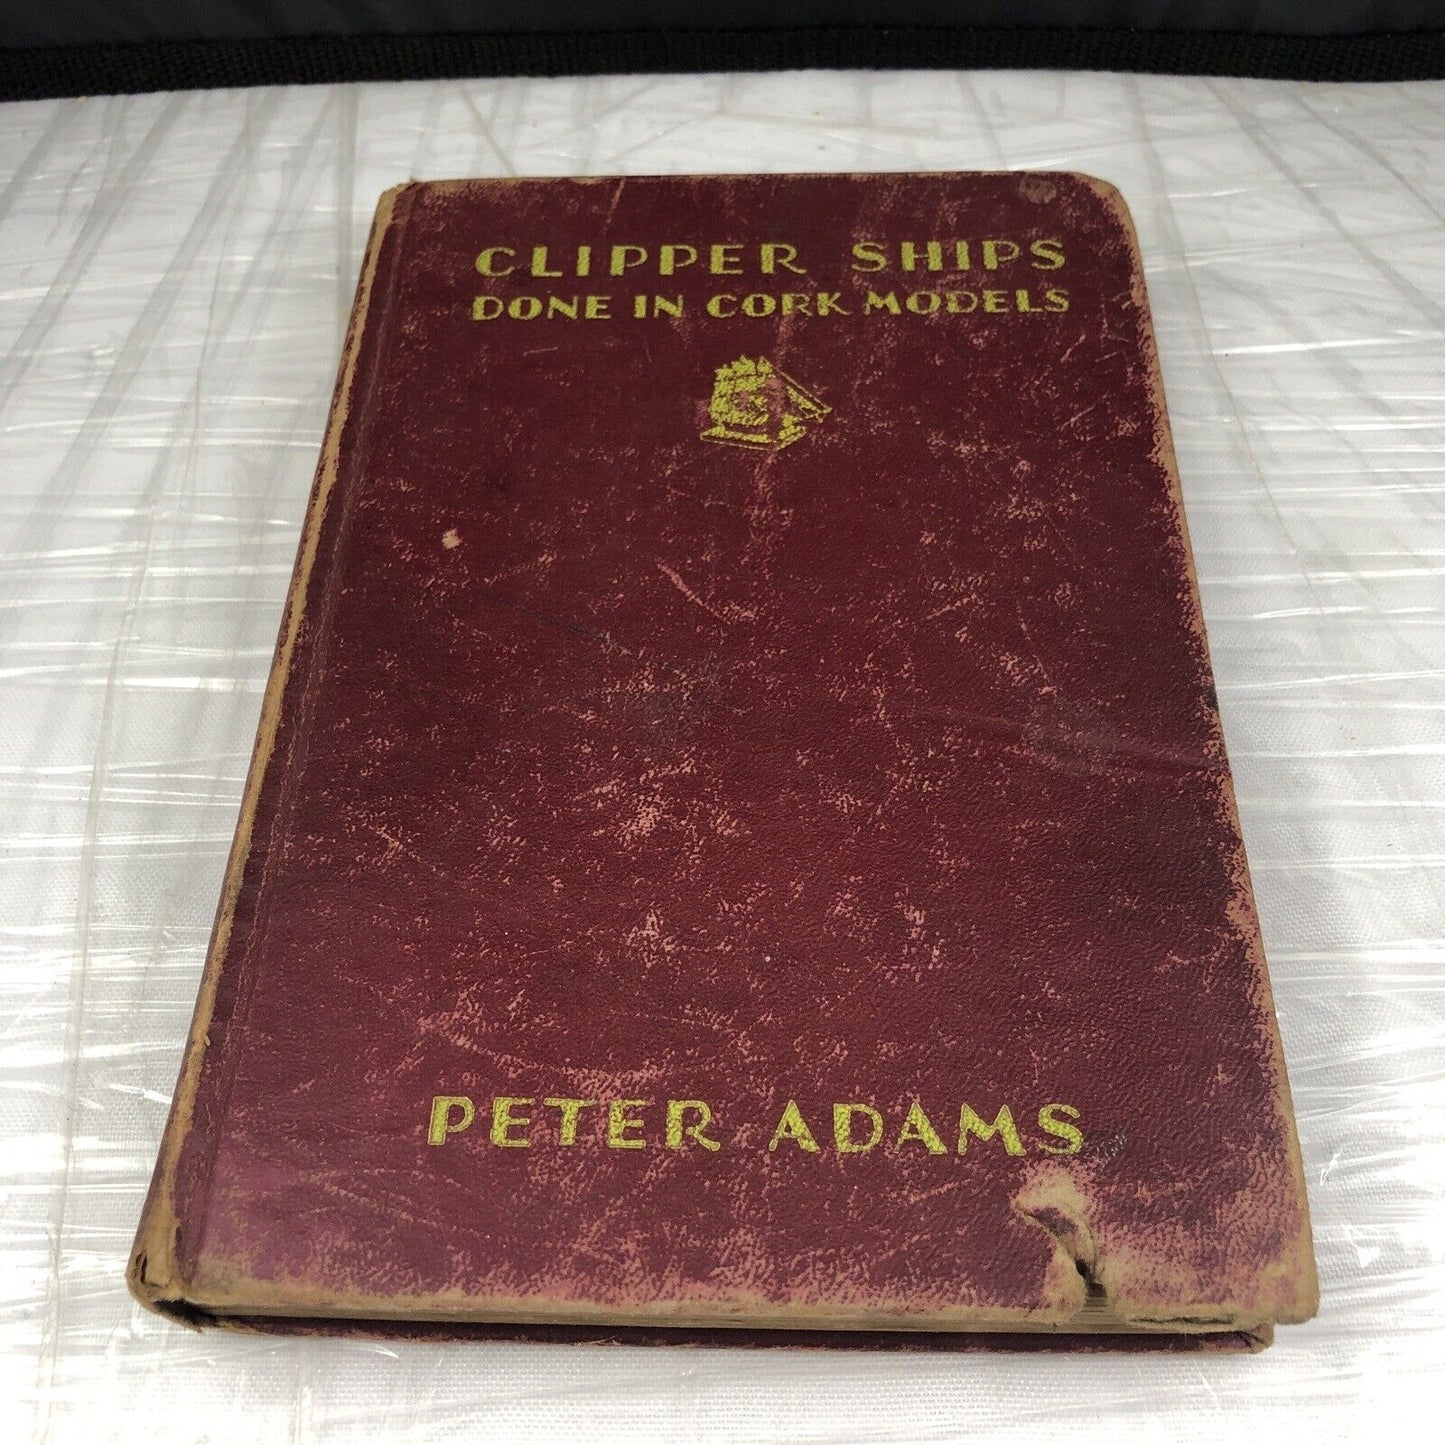 CLIPPER SHIPS
DONE IN CORK MODELS
PETER ADAMS